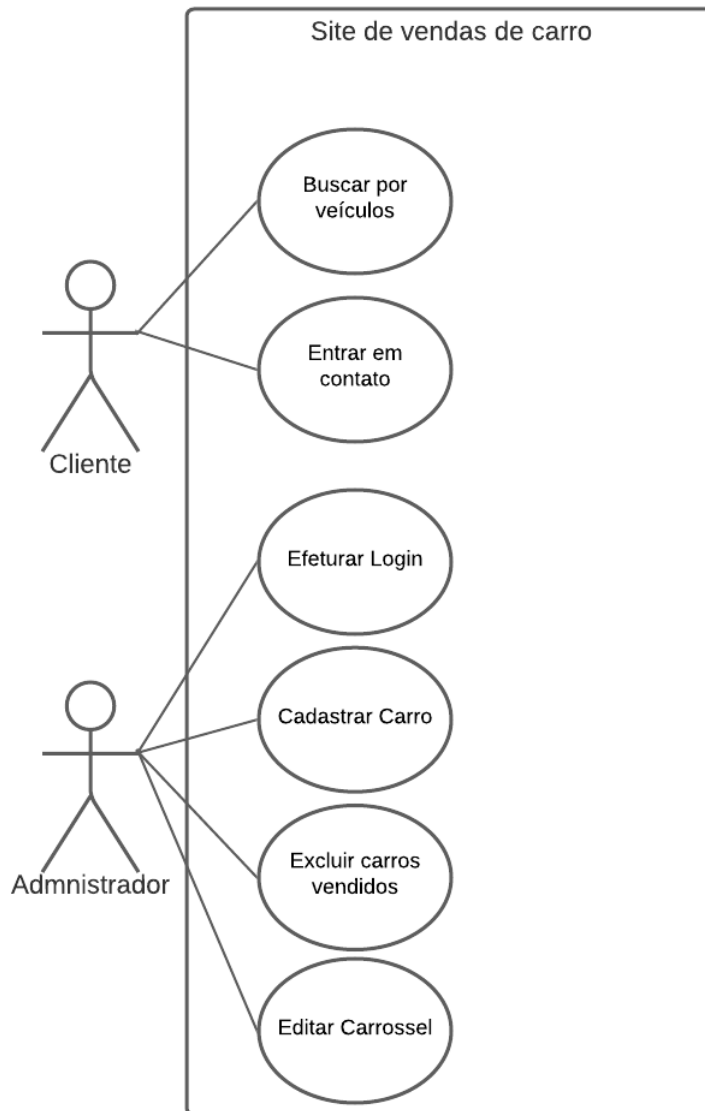 Site de vendas de carro
Buscar por
veículos
Entrar em
contato
Cliente
Efeturar Login
Cadastrar Carro
Excluir carros
vendidos
Admnistrador
Editar Carrossel